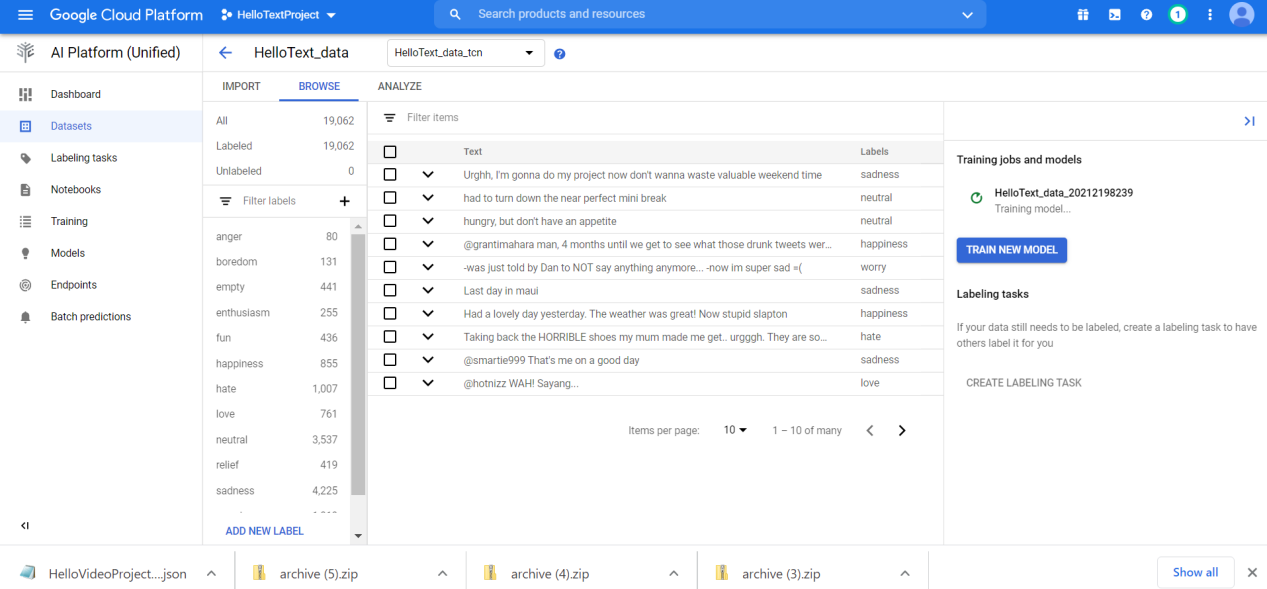 Google Cloud Platform HelloTextProject Search products and resources 1
AI Platform (Unified)
HelloText_data HelloText_data_tcn
Dashboard
Datasets
Labeling tasks
Notebooks
Training
Models
Endpoints
Batch predictions
IMPORT BROWSE ANALYZE
All 19,062
Labeled 19,062
Unlabeled 0
Filter labels
anger 80
boredom 131
empty 441
enthusiasm 255
fun 436
happiness 855
hate 1,007
love 761
neutral 3,537
relief 419
sadness 4,225
ADD NEW LABEL
Filter items
Text Labels
Urghh, I'm gonna do my project now don't wanna waste valuable weekend time sadness
had to turn down the near perfect mini break neutral
hungry, but don't have an appetite neutral
@grantimahara man, 4 months until we get to see what those drunk tweets wer... happiness
-was just told by Dan to NOT say anything anymore... -now im super sad =( worry
Last day in maui sadness
Had a lovely day yesterday. The weather was great! Now stupid slapton happiness
Taking back the HORRIBLE shoes my mum made me get.. urgggh. They are so... hate
@smartie999 That's me on a good day sadness
@hotnizz WAH! Sayang... love
Items per page: 10 1 – 10 of many
Training jobs and models
HelloText_data_20212198239
Training model...
TRAIN NEW MODEL
Labeling tasks
If your data still needs to be labeled, create a labeling task to have
others label it for you
CREATE LABELING TASK
HelloVideoProject....json archive (5).zip archive (4).zip archive (3).zip Show all